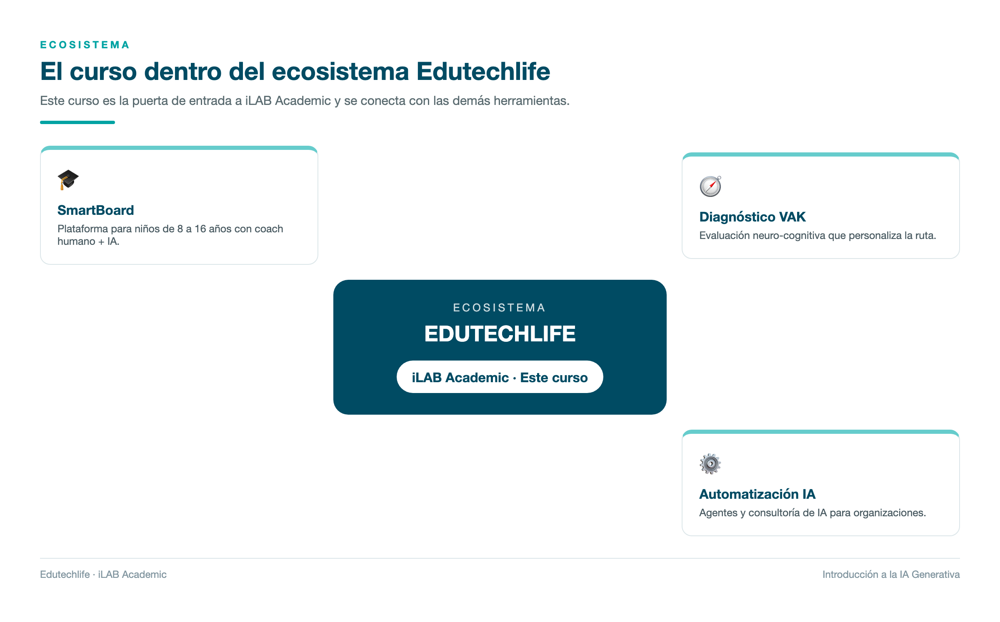 ECOSISTEMA
El curso dentro del ecosistema Edutechlife
Este curso es la puerta de entrada a iLAB Academic y se conecta con las demás herramientas.
SmartBoard
Plataforma para niños de 8 a 16 años con coach
humano + IA.
Diagnóstico VAK
Evaluación neuro-cognitiva que personaliza la ruta.
ECOSISTEMA
EDUTECHLIFE
iLAB Academic · Este curso
Automatización IA
Agentes y consultoría de IA para organizaciones.
Edutechlife · iLAB Academic
Introducción a la IA Generativa